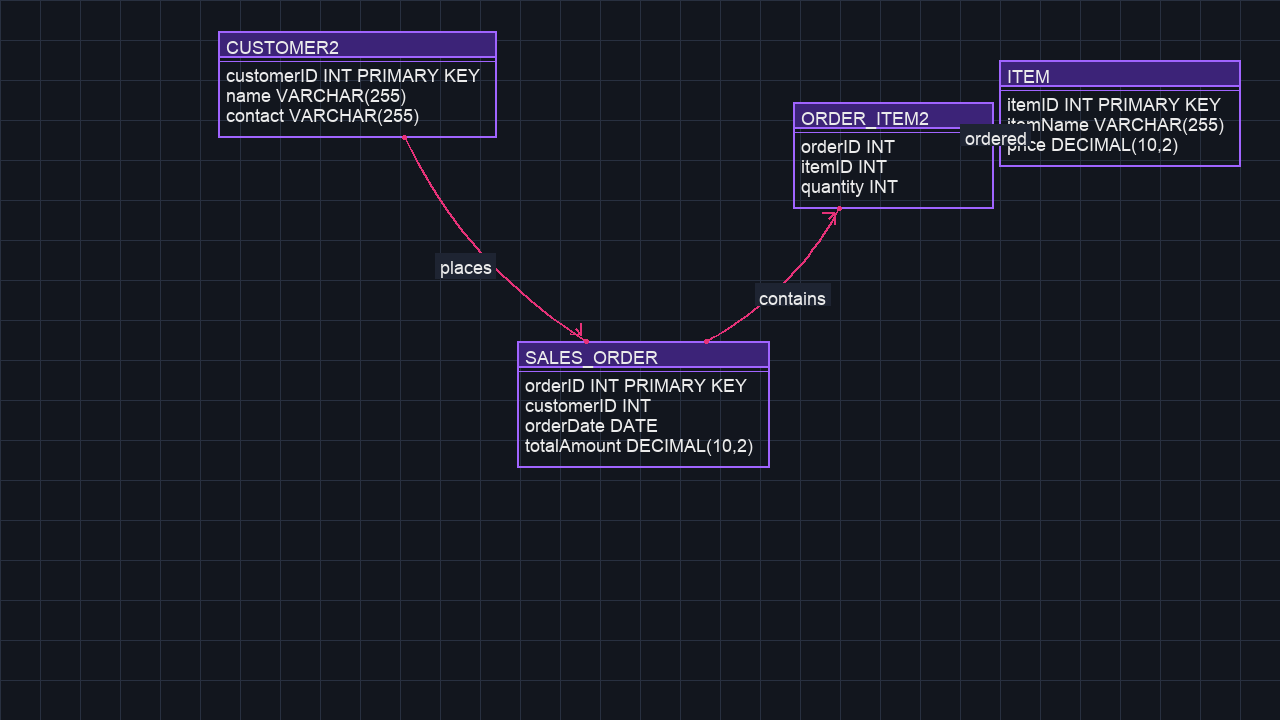 CUSTOMER2
customerID INT PRIMARY KEY
name VARCHAR(255)
contact VARCHAR(255)
ITEM
itemID INT PRIMARY KEY
itemName VARCHAR(255)
price DECIMAL(10,2)
ORDER_ITEM2
orderID INT
itemID INT
quantity INT
ordered
places
contains
SALES_ORDER
orderID INT PRIMARY KEY
customerID INT
orderDate DATE
totalAmount DECIMAL(10,2)